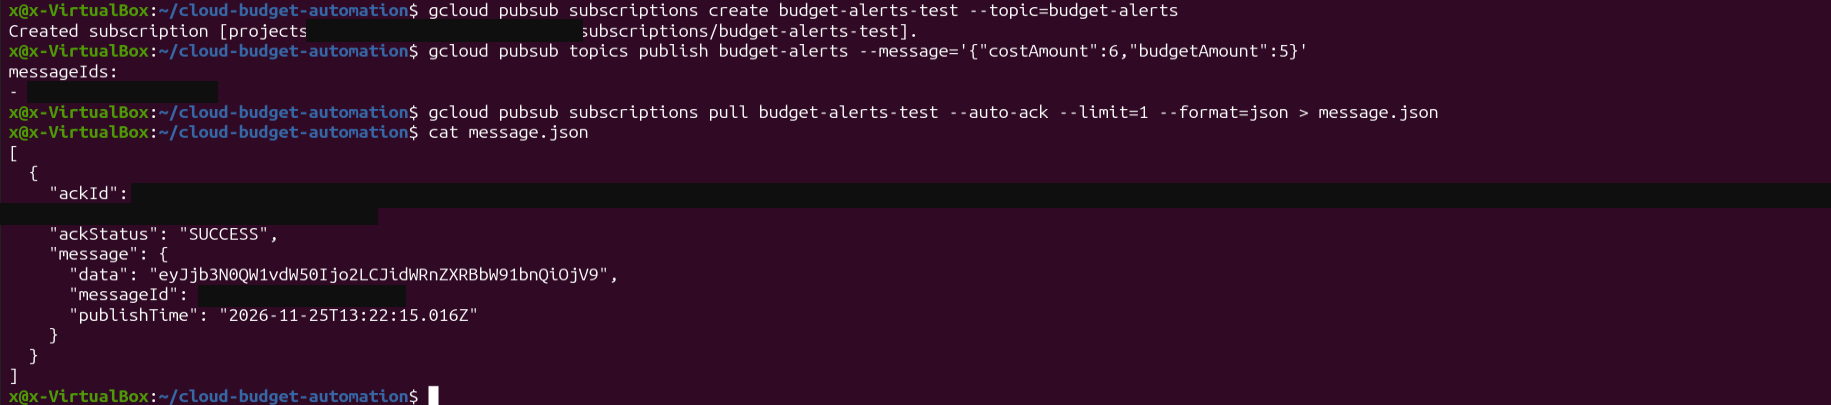 x@x-VirtualBox:~/cloud-budget-automation$ gcloud pubsub subscriptions create budget-alerts-test --topic=budget-alerts
Created subscription [projects subscriptions/budget-alerts-test].
x@x-VirtualBox:~/cloud-budget-automation$ gcloud pubsub topics publish budget-alerts --message='{"costAmount":6,"budgetAmount":5}'
messageIds:
-
x@x-VirtualBox:~/cloud-budget-automation$ gcloud pubsub subscriptions pull budget-alerts-test --auto-ack --limit=1 --format=json > message.json
x@x-VirtualBox:~/cloud-budget-automation$ cat message.json
[
  {
    "ackId":
    "ackStatus": "SUCCESS",
    "message": {
      "data": "eyJjb3N0QW1vdW50Ijo2LCJidWRnZXRBbW91bnQiOjV9",
      "messageId":
      "publishTime": "2026-11-25T13:22:15.016Z"
    }
  }
]
x@x-VirtualBox:~/cloud-budget-automation$